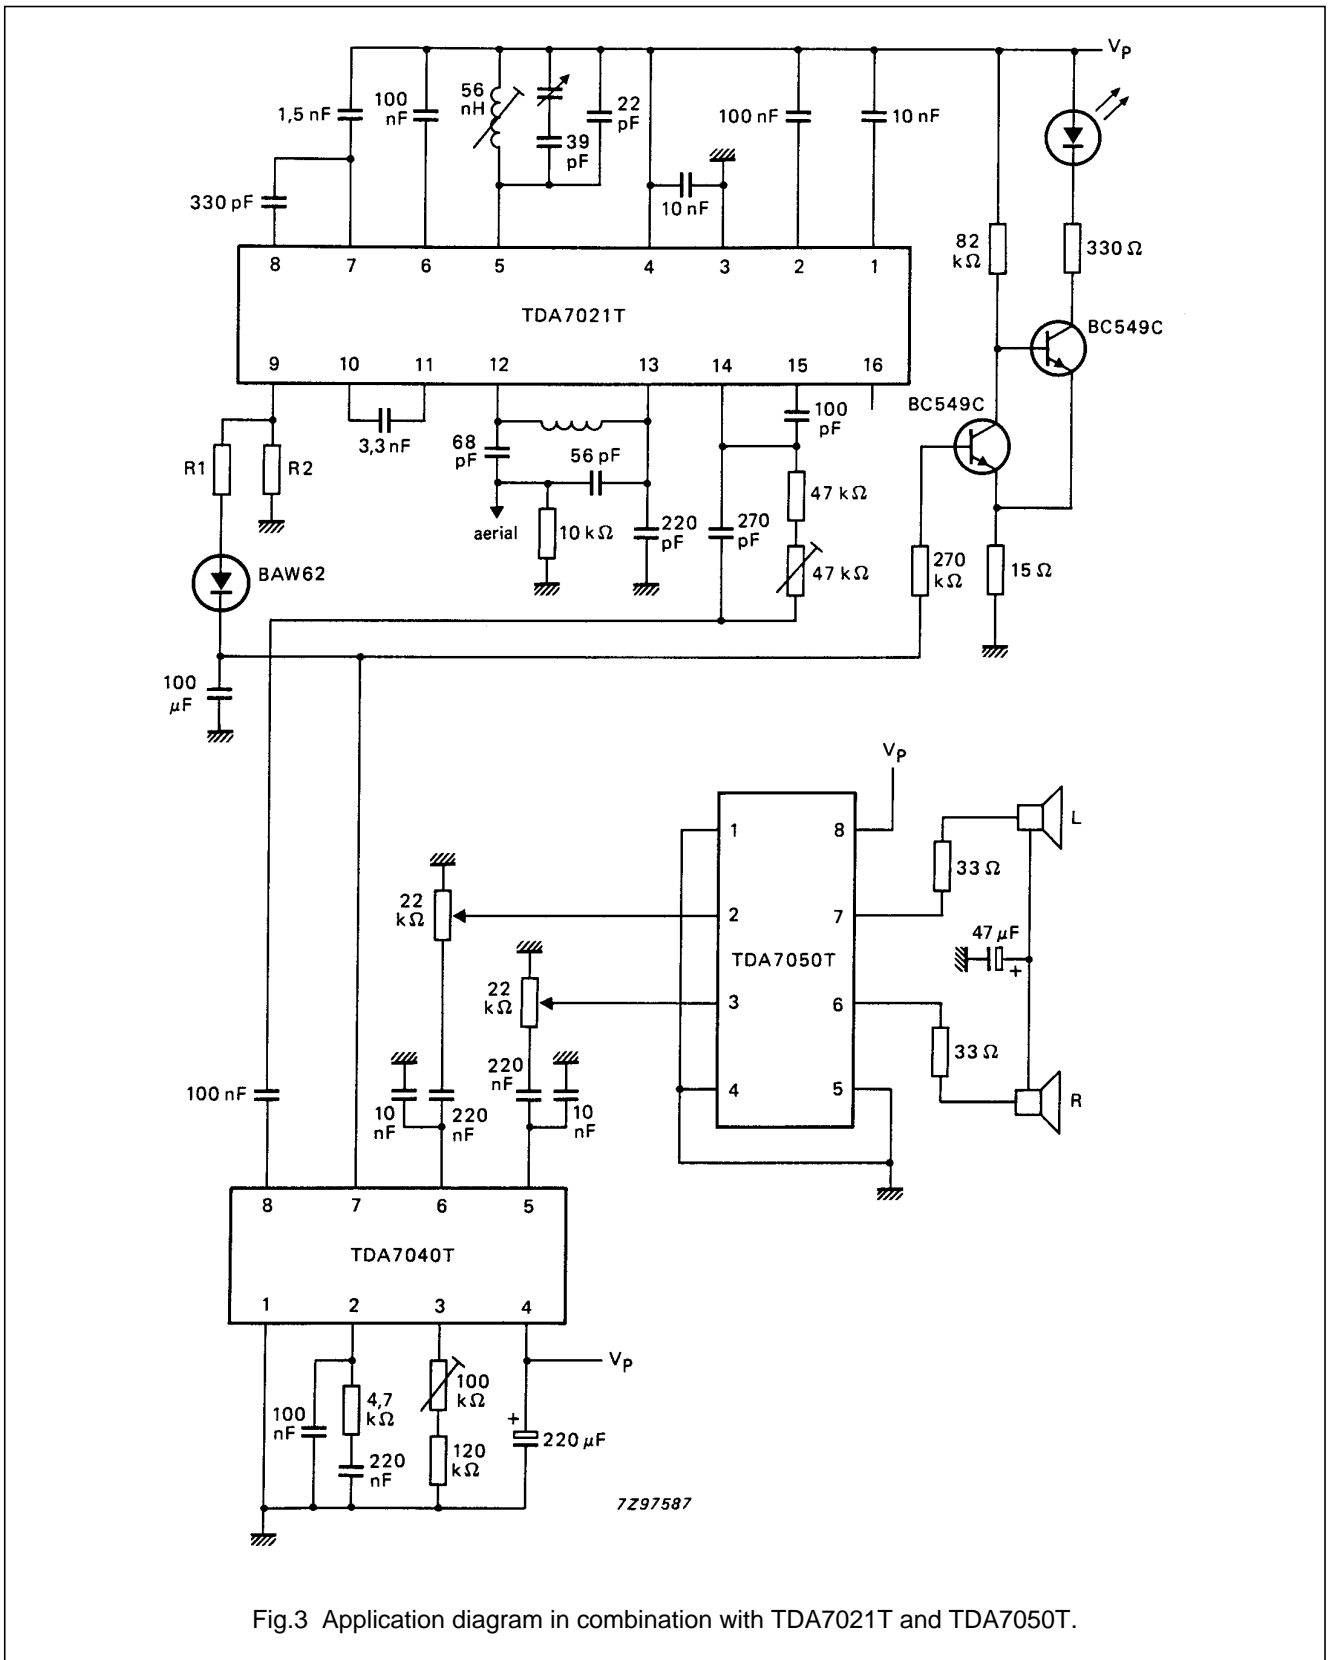 VP
1,5 nF
100
nF
56
nH
39
pF
22
pF
100 nF
10 nF
330 pF
10 nF
82
kΩ
330 Ω
8 7 6 5 4 3 2 1
TDA7021T
BC549C
9 10 11 12 13 14 15 16
BC549C
R1
R2
3,3 nF
68
pF
56 pF
100
pF
47 kΩ
aerial
10 kΩ
220
pF
270
pF
47 kΩ
270
kΩ
15 Ω
BAW62
100
µF
VP
1
8
L
33 Ω
22
kΩ
2
7
47 µF
+
TDA7050T
22
kΩ
3
6
33 Ω
100 nF
10
nF
220
nF
220
nF
10
nF
4
5
R
8 7 6 5
TDA7040T
1 2 3 4
VP
100
nF
4,7
kΩ
220
nF
100
kΩ
120
kΩ
+
220 µF
7Z97587
Fig.3 Application diagram in combination with TDA7021T and TDA7050T.